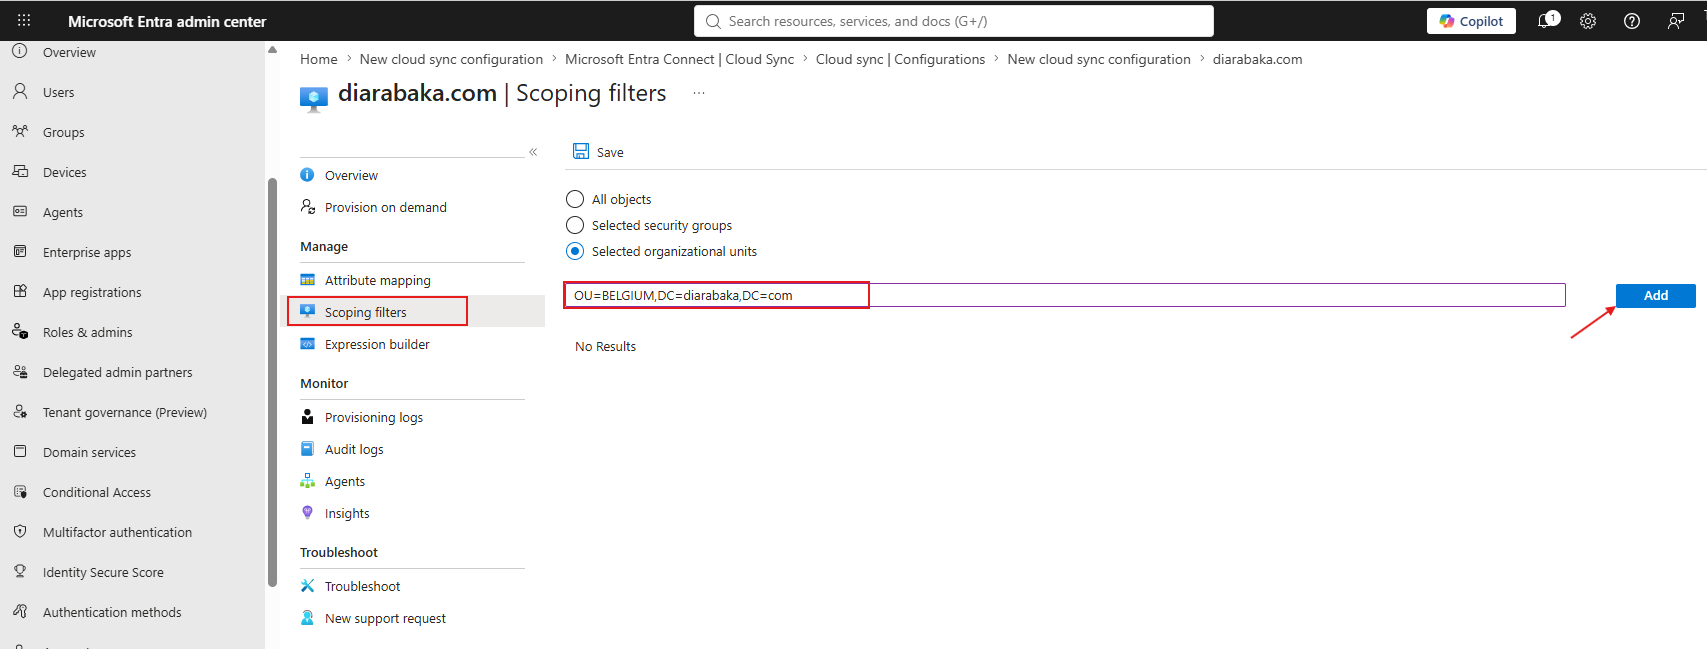 Microsoft Entra admin center
Search resources, services, and docs (G+/)
Copilot
1
Overview
Users
Groups
Devices
Agents
Enterprise apps
App registrations
Roles & admins
Delegated admin partners
Tenant governance (Preview)
Domain services
Conditional Access
Multifactor authentication
Identity Secure Score
Authentication methods
Home > New cloud sync configuration > Microsoft Entra Connect | Cloud Sync > Cloud sync | Configurations > New cloud sync configuration > diarabaka.com
diarabaka.com | Scoping filters ...
«
Overview
Provision on demand
Manage
Attribute mapping
Scoping filters
Expression builder
Monitor
Provisioning logs
Audit logs
Agents
Insights
Troubleshoot
Troubleshoot
New support request
Save
All objects
Selected security groups
Selected organizational units
OU=BELGIUM,DC=diarabaka,DC=com
Add
No Results